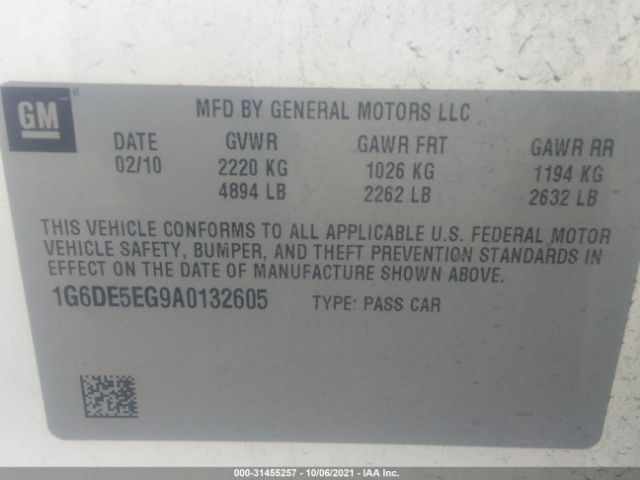 GM
MFD BY GENERAL MOTORS LLC
DATE GVWR GAWR FRT GAWR RR
02/10 2220 KG 1026 KG 1194 KG
4894 LB 2262 LB 2632 LB
THIS VEHICLE CONFORMS TO ALL APPLICABLE U.S. FEDERAL MOTOR
VEHICLE SAFETY, BUMPER, AND THEFT PREVENTION STANDARDS IN
EFFECT ON THE DATE OF MANUFACTURE SHOWN ABOVE.
1G6DE5EG9A0132605 TYPE: PASS CAR
000-31455257 - 10/06/2021 - IAAI